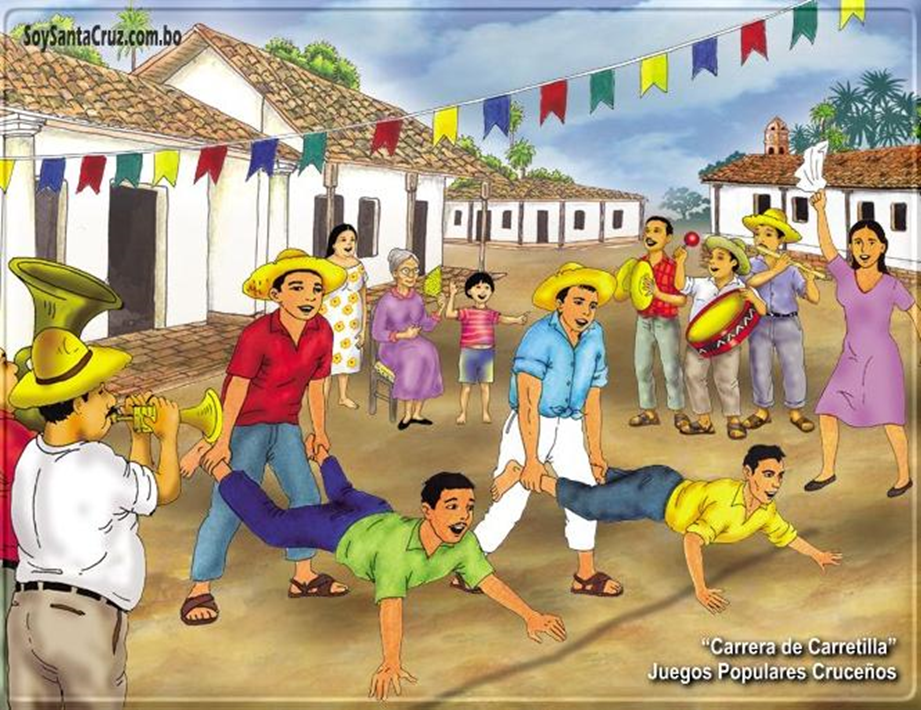 SoySantaCruz.com.bo
“Carrera de Carretilla”
Juegos Populares Cruceños